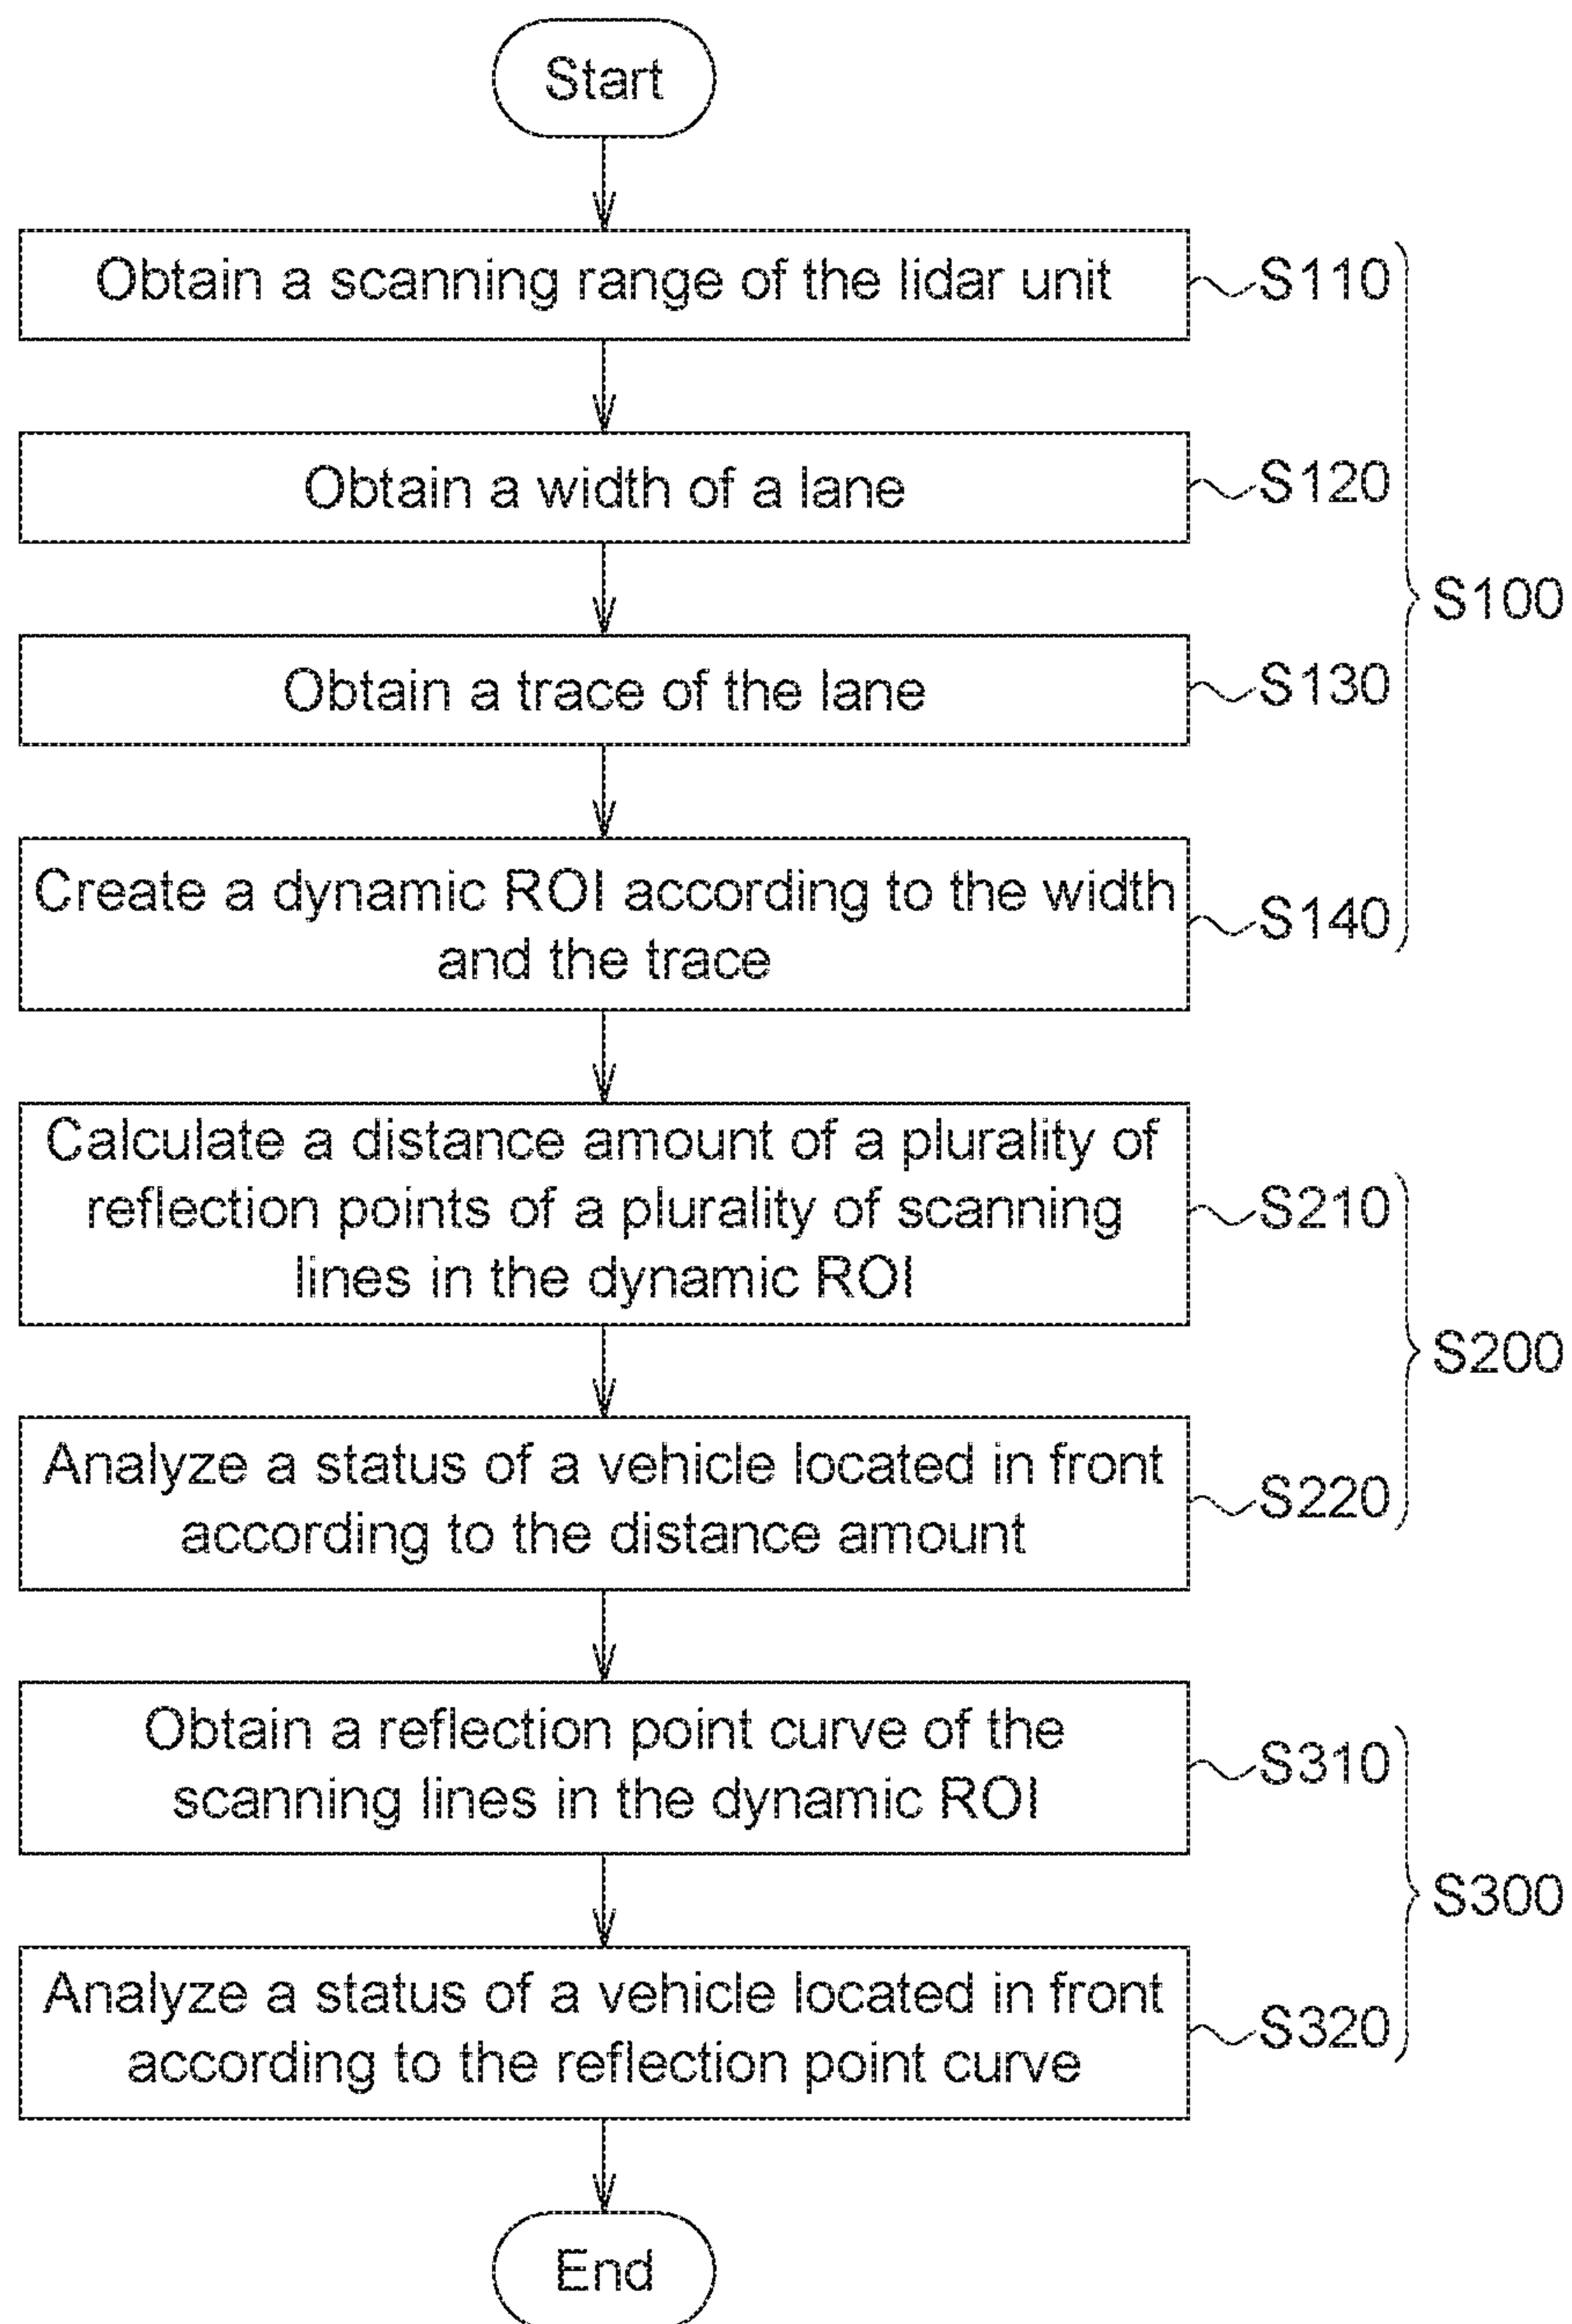 Start
Obtain a scanning range of the lidar unit
S110
Obtain a width of a lane
S120
S100
Obtain a trace of the lane
S130
Create a dynamic ROI according to the width
and the trace
S140
Calculate a distance amount of a plurality of
reflection points of a plurality of scanning
lines in the dynamic ROI
S210
S200
Analyze a status of a vehicle located in front
according to the distance amount
S220
Obtain a reflection point curve of the
scanning lines in the dynamic ROI
S310
S300
Analyze a status of a vehicle located in front
according to the reflection point curve
S320
End